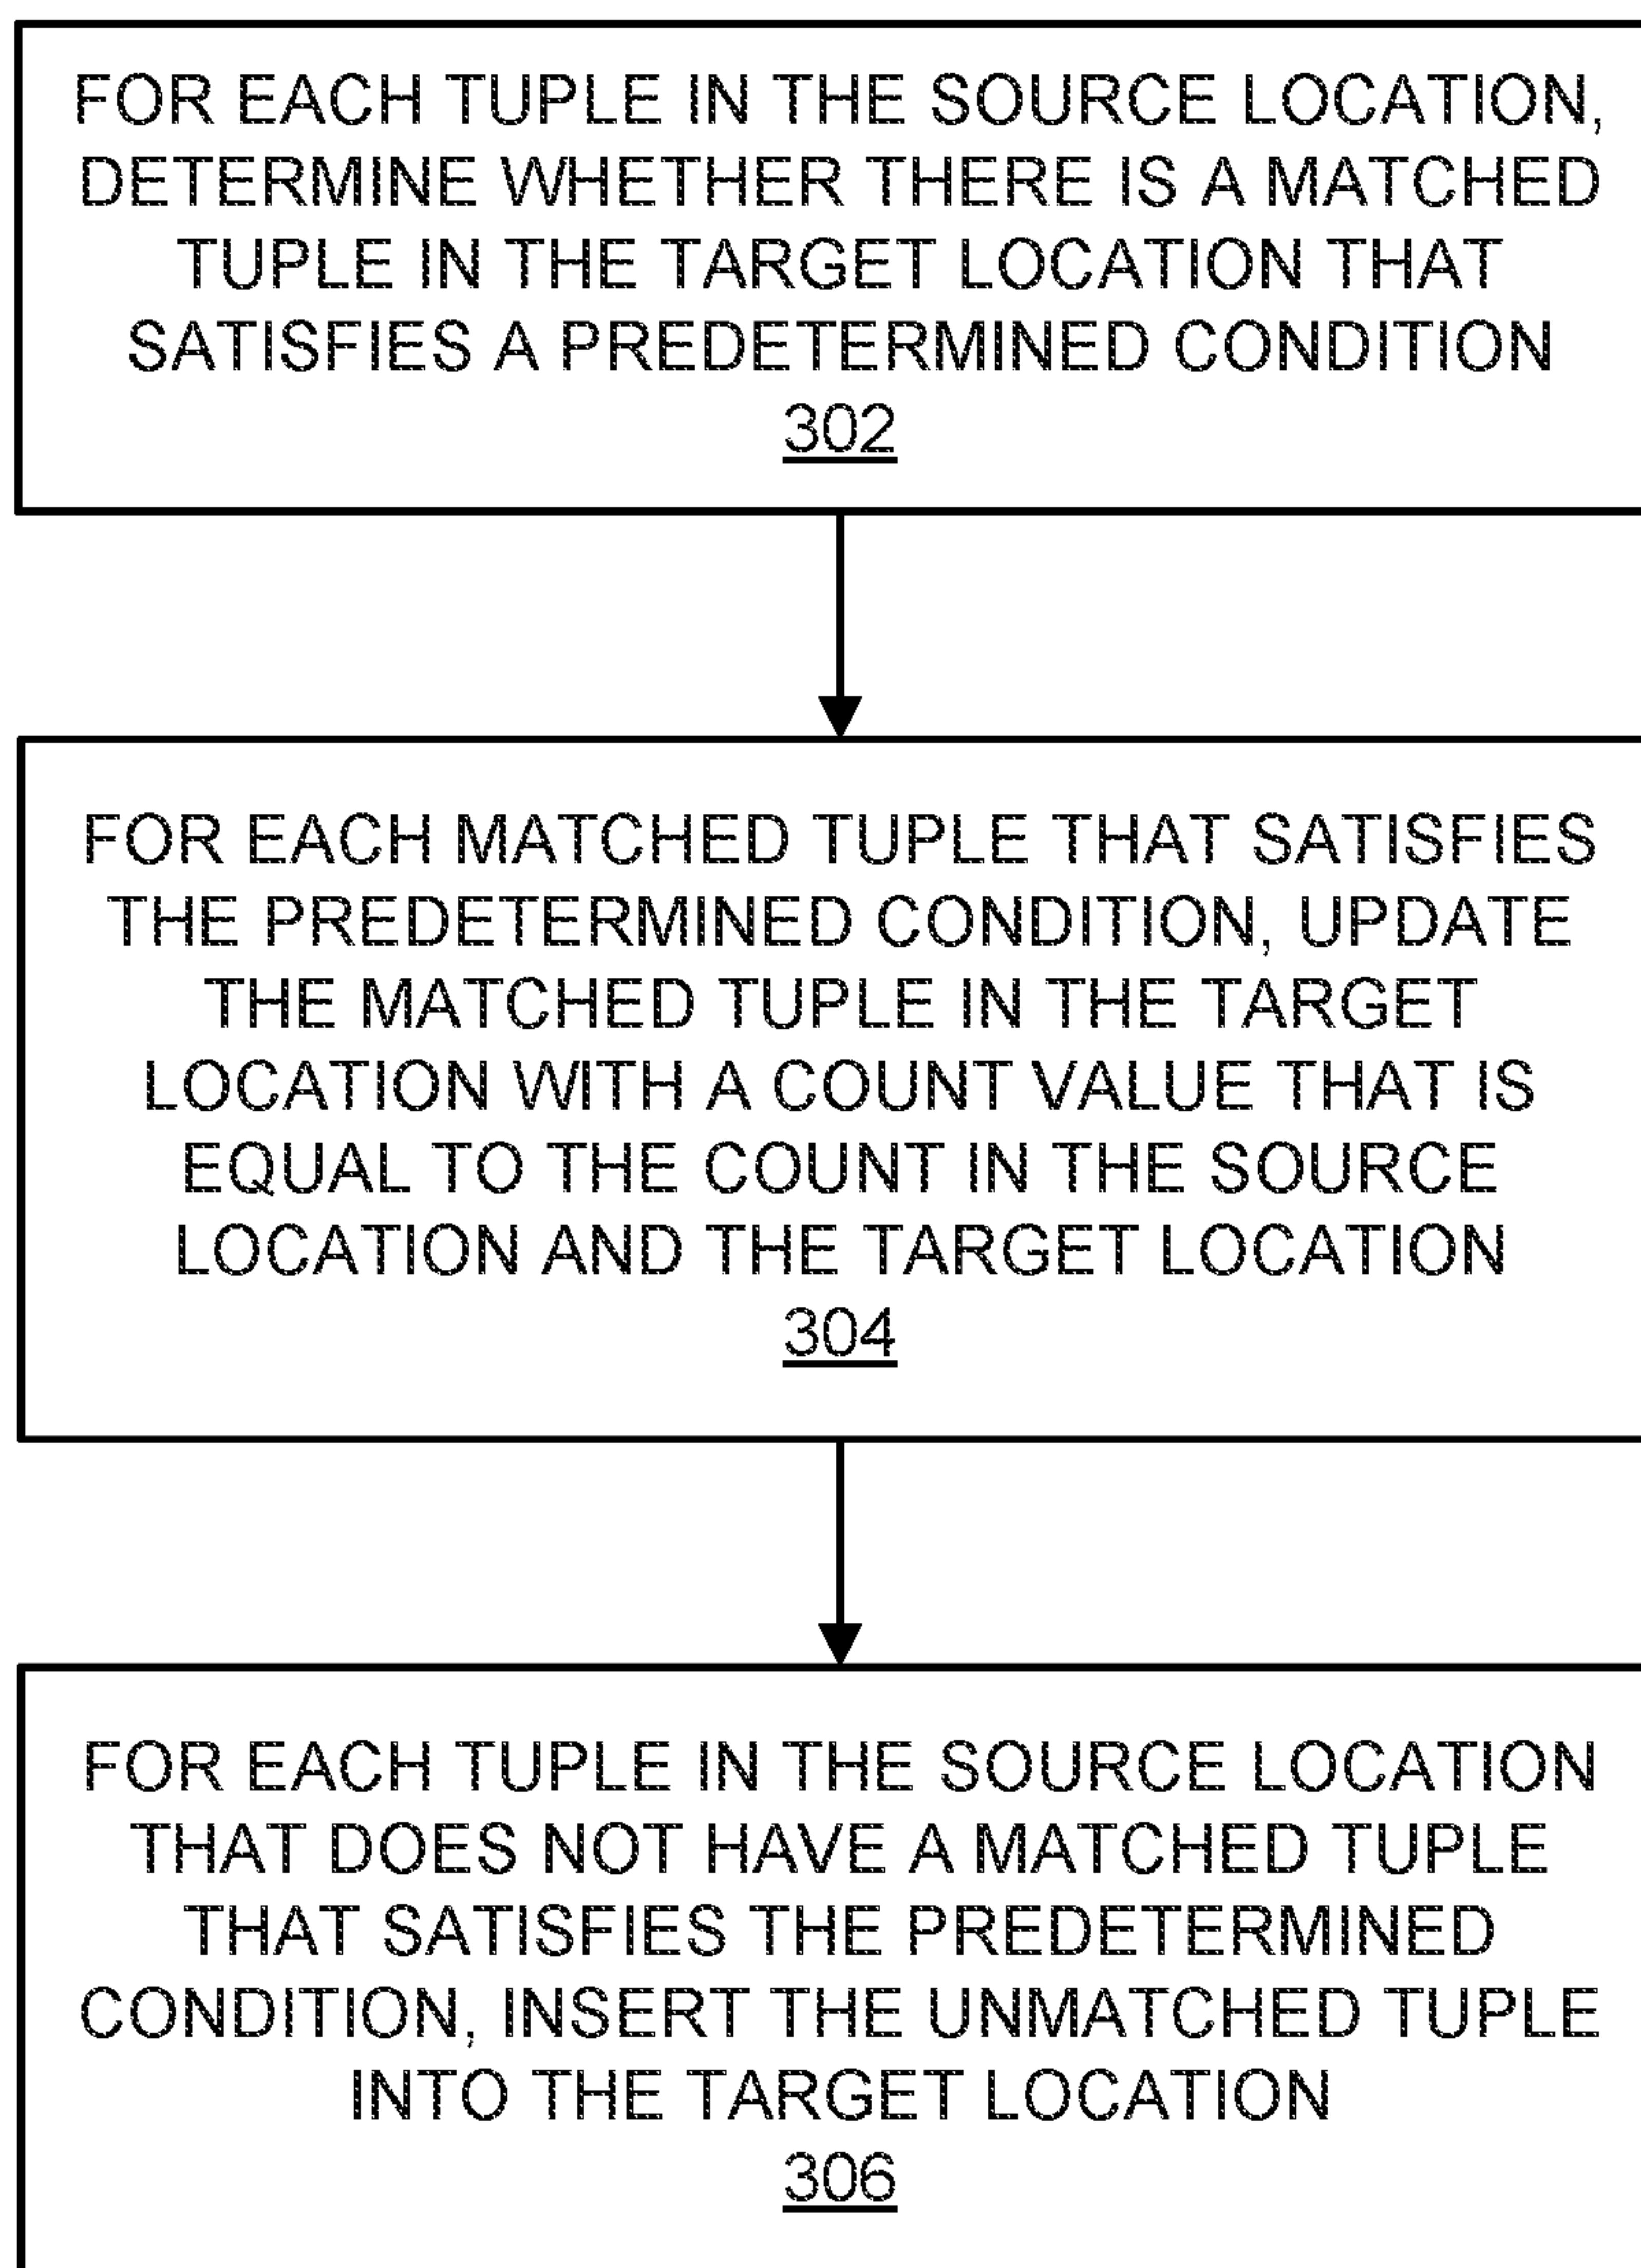 FOR EACH TUPLE IN THE SOURCE LOCATION,
DETERMINE WHETHER THERE IS A MATCHED
TUPLE IN THE TARGET LOCATION THAT
SATISFIES A PREDETERMINED CONDITION
302
FOR EACH MATCHED TUPLE THAT SATISFIES
THE PREDETERMINED CONDITION, UPDATE
THE MATCHED TUPLE IN THE TARGET
LOCATION WITH A COUNT VALUE THAT IS
EQUAL TO THE COUNT IN THE SOURCE
LOCATION AND THE TARGET LOCATION
304
FOR EACH TUPLE IN THE SOURCE LOCATION
THAT DOES NOT HAVE A MATCHED TUPLE
THAT SATISFIES THE PREDETERMINED
CONDITION, INSERT THE UNMATCHED TUPLE
INTO THE TARGET LOCATION
306